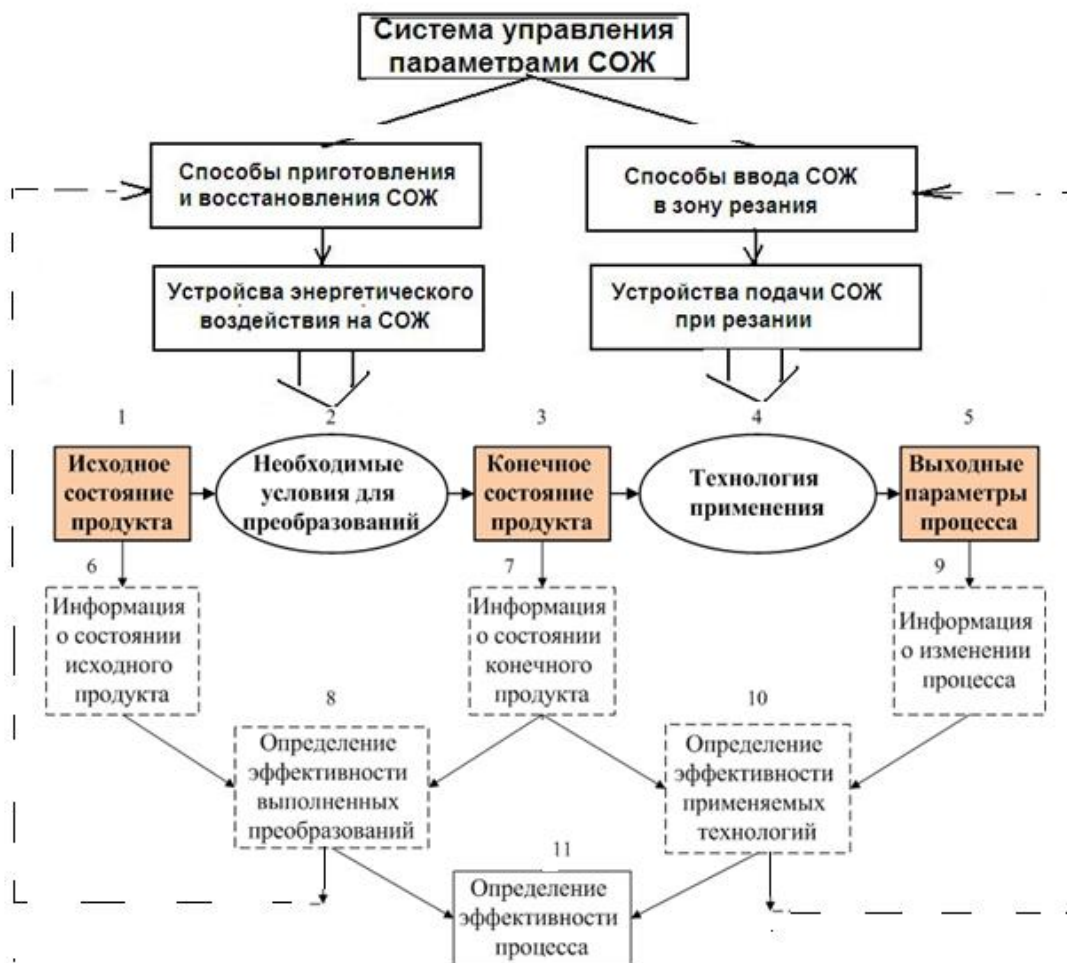 Система управления
параметрами СОЖ
Способы приготовления
и восстановления СОЖ
Способы ввода СОЖ
в зону резания
Устройсва энергетического
воздействия на СОЖ
Устройства подачи СОЖ
при резании
1
2
3
4
5
Исходное
состояние
продукта
Необходимые
условия для
преобразований
Конечное
состояние
продукта
Технология
применения
Выходные
параметры
процесса
6
7
9
Информация
о состоянии
исходного
продукта
Информация
о состоянии
конечного
продукта
Информация
о изменении
процесса
8
10
Определение
эффективности
выполненных
преобразований
Определение
эффективности
применяемых
технологий
11
Определение
эффективности
процесса